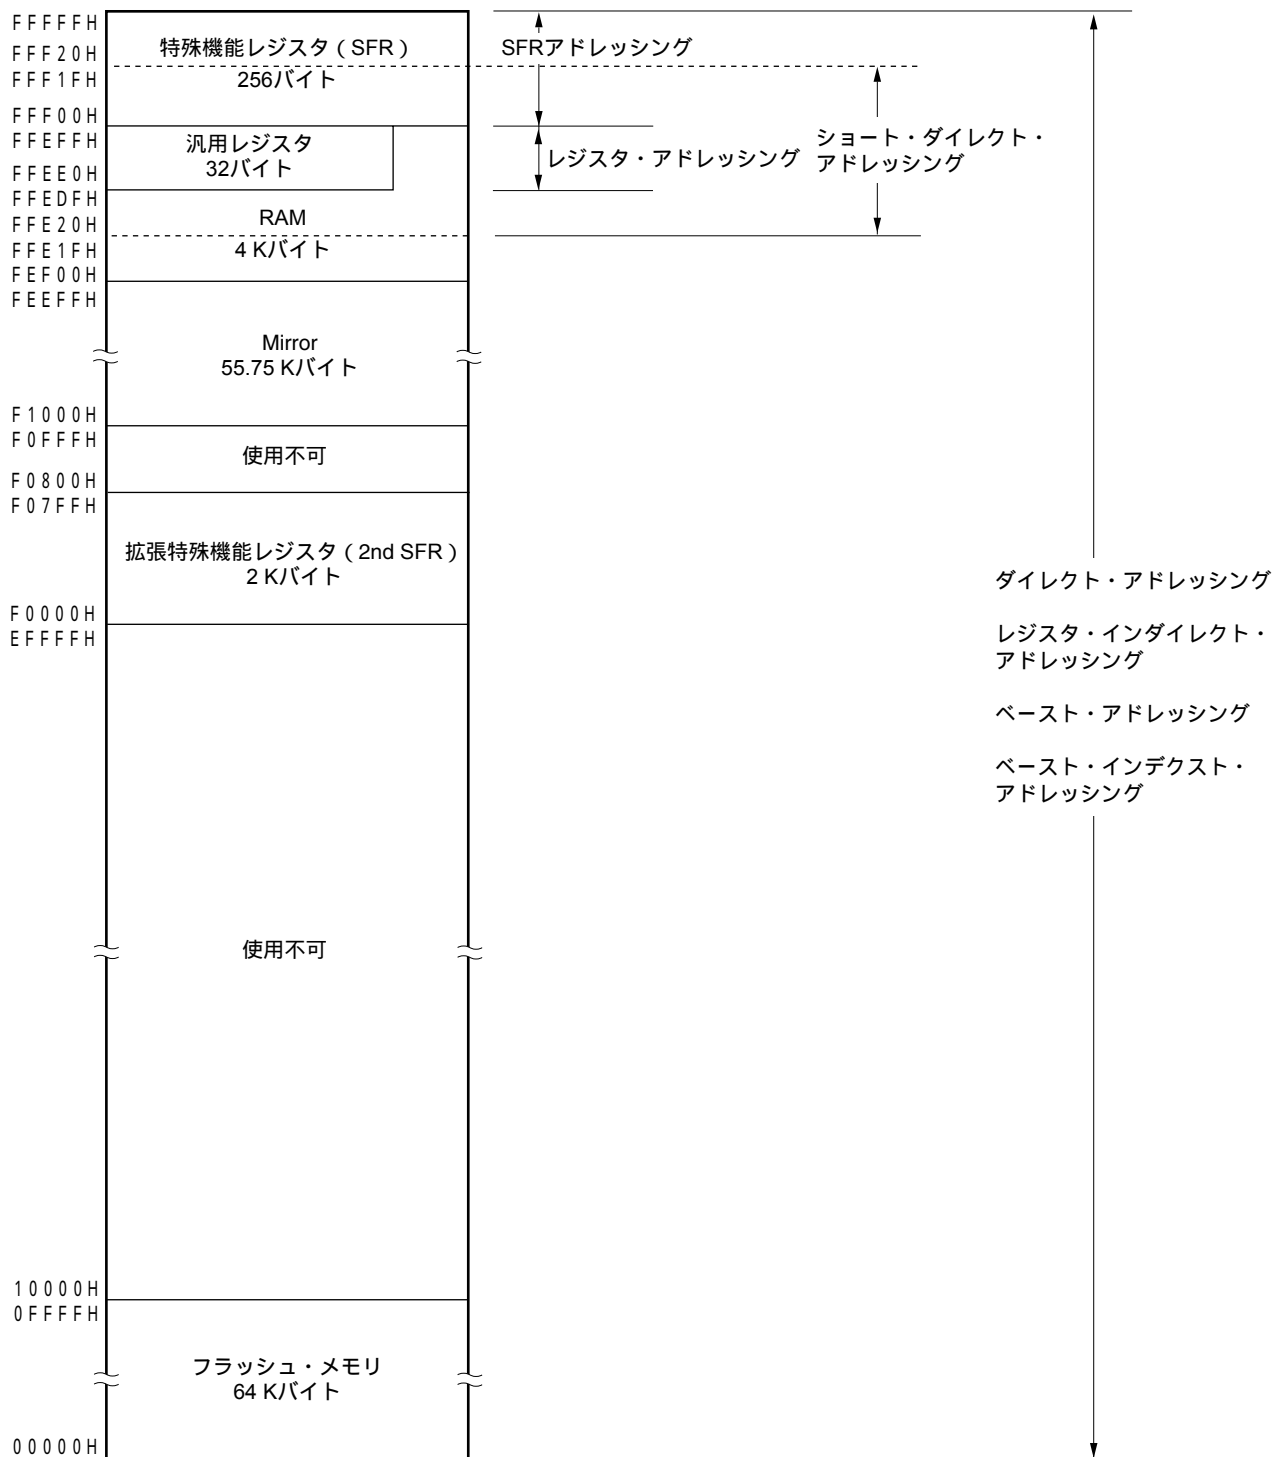 FFFFFH
特殊機能レジスタ（SFR）
SFRアドレッシング
FFF20H
FFF1FH
256バイト
FFF00H
FFEFFH
汎用レジスタ
32バイト
レジスタ・アドレッシング
ショート・ダイレクト・
アドレッシング
FFEE0H
FFEDFH
RAM
FFE20H
FFE1FH
4 Kバイト
FEF00H
FEEFFH
Mirror
55.75 Kバイト
F1000H
F0FFFH
使用不可
F0800H
F07FFH
拡張特殊機能レジスタ（2nd SFR）
2 Kバイト
F0000H
EFFFFH
ダイレクト・アドレッシング
レジスタ・インダイレクト・
アドレッシング
ベースト・アドレッシング
ベースト・インデクスト・
アドレッシング
使用不可
10000H
0FFFFH
フラッシュ・メモリ
64 Kバイト
00000H